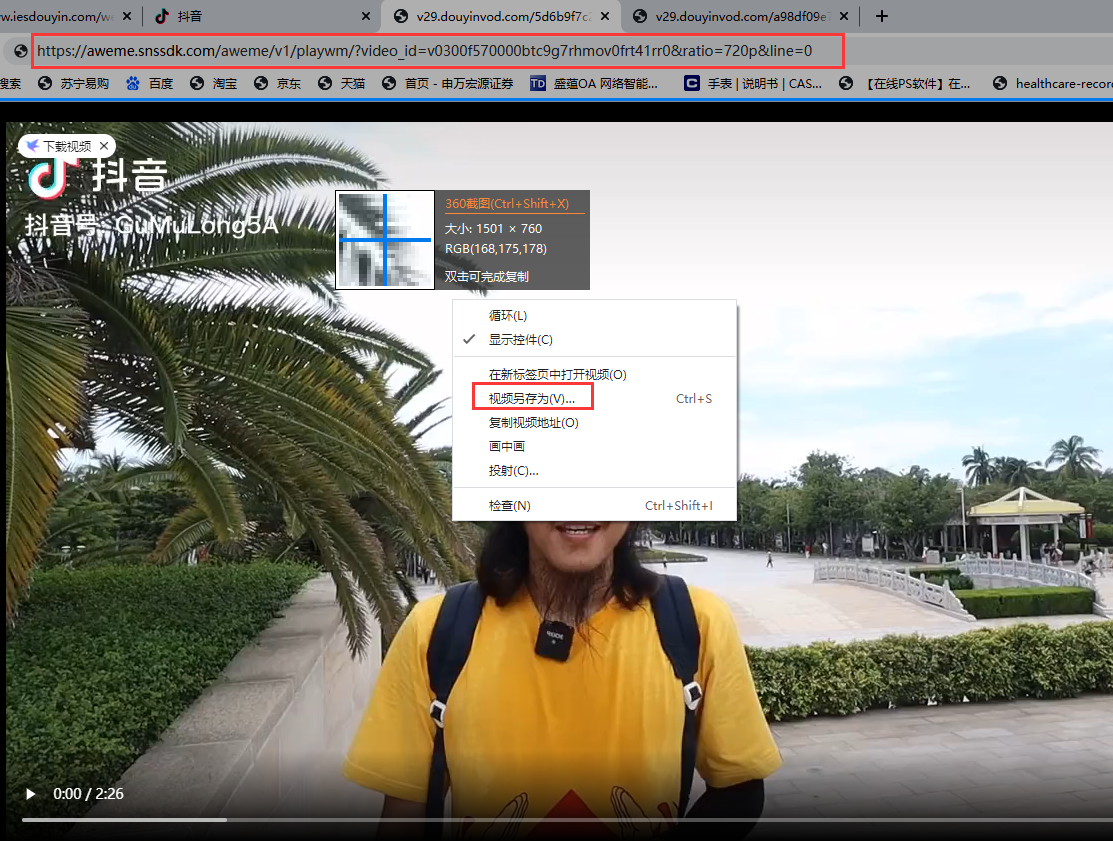 w.iesdouyin.com/we
抖音
v29.douyinvod.com/5d6b9f7c2
v29.douyinvod.com/a98df09e7
https://aweme.snssdk.com/aweme/v1/playwm/?video_id=v0300f570000btc9g7rhmov0frt41rr0&ratio=720p&line=0
搜索
苏宁易购
百度
淘宝
京东
天猫
首页 - 申万宏源证券
TD 盛蕴OA 网络智能...
C 手表 | 说明书 | CAS...
【在线PS软件】在...
healthcare-recor
下载视频
抖音
抖音号: GuMuLong5A
360截图(Ctrl+Shift+X)
大小: 1501 × 760
RGB(168,175,178)
双击可完成复制
循环(L)
显示控件(C)
在新标签页中打开视频(O)
视频另存为(V)... Ctrl+S
复制视频地址(O)
画中画
投射(C)...
检查(N) Ctrl+Shift+I
RODE
0:00 / 2:26